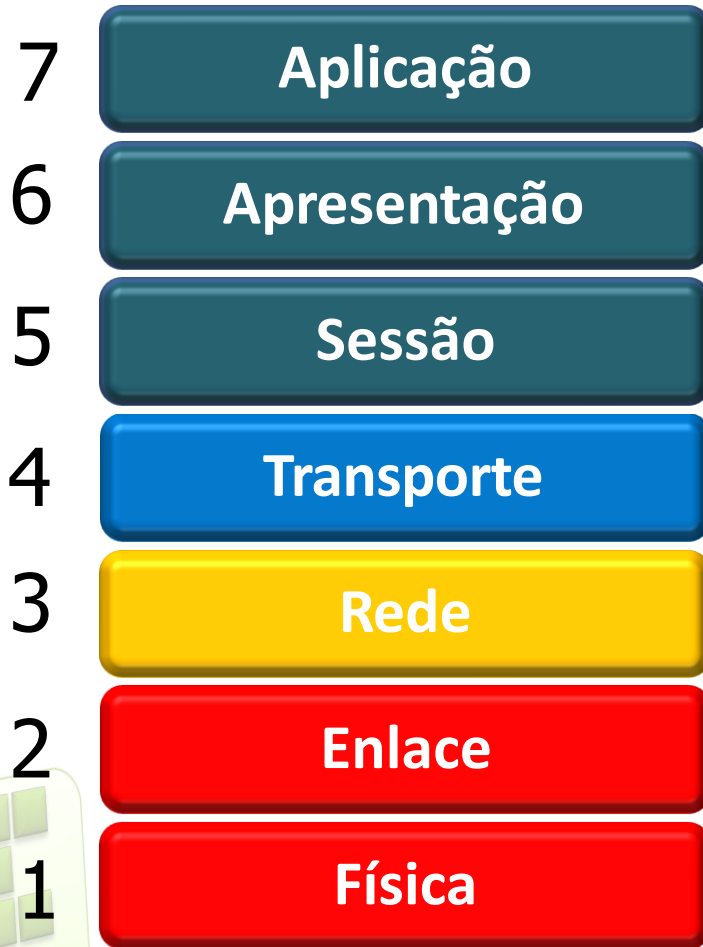 7 Aplicação
6 Apresentação
5 Sessão
4 Transporte
3 Rede
2 Enlace
1 Física